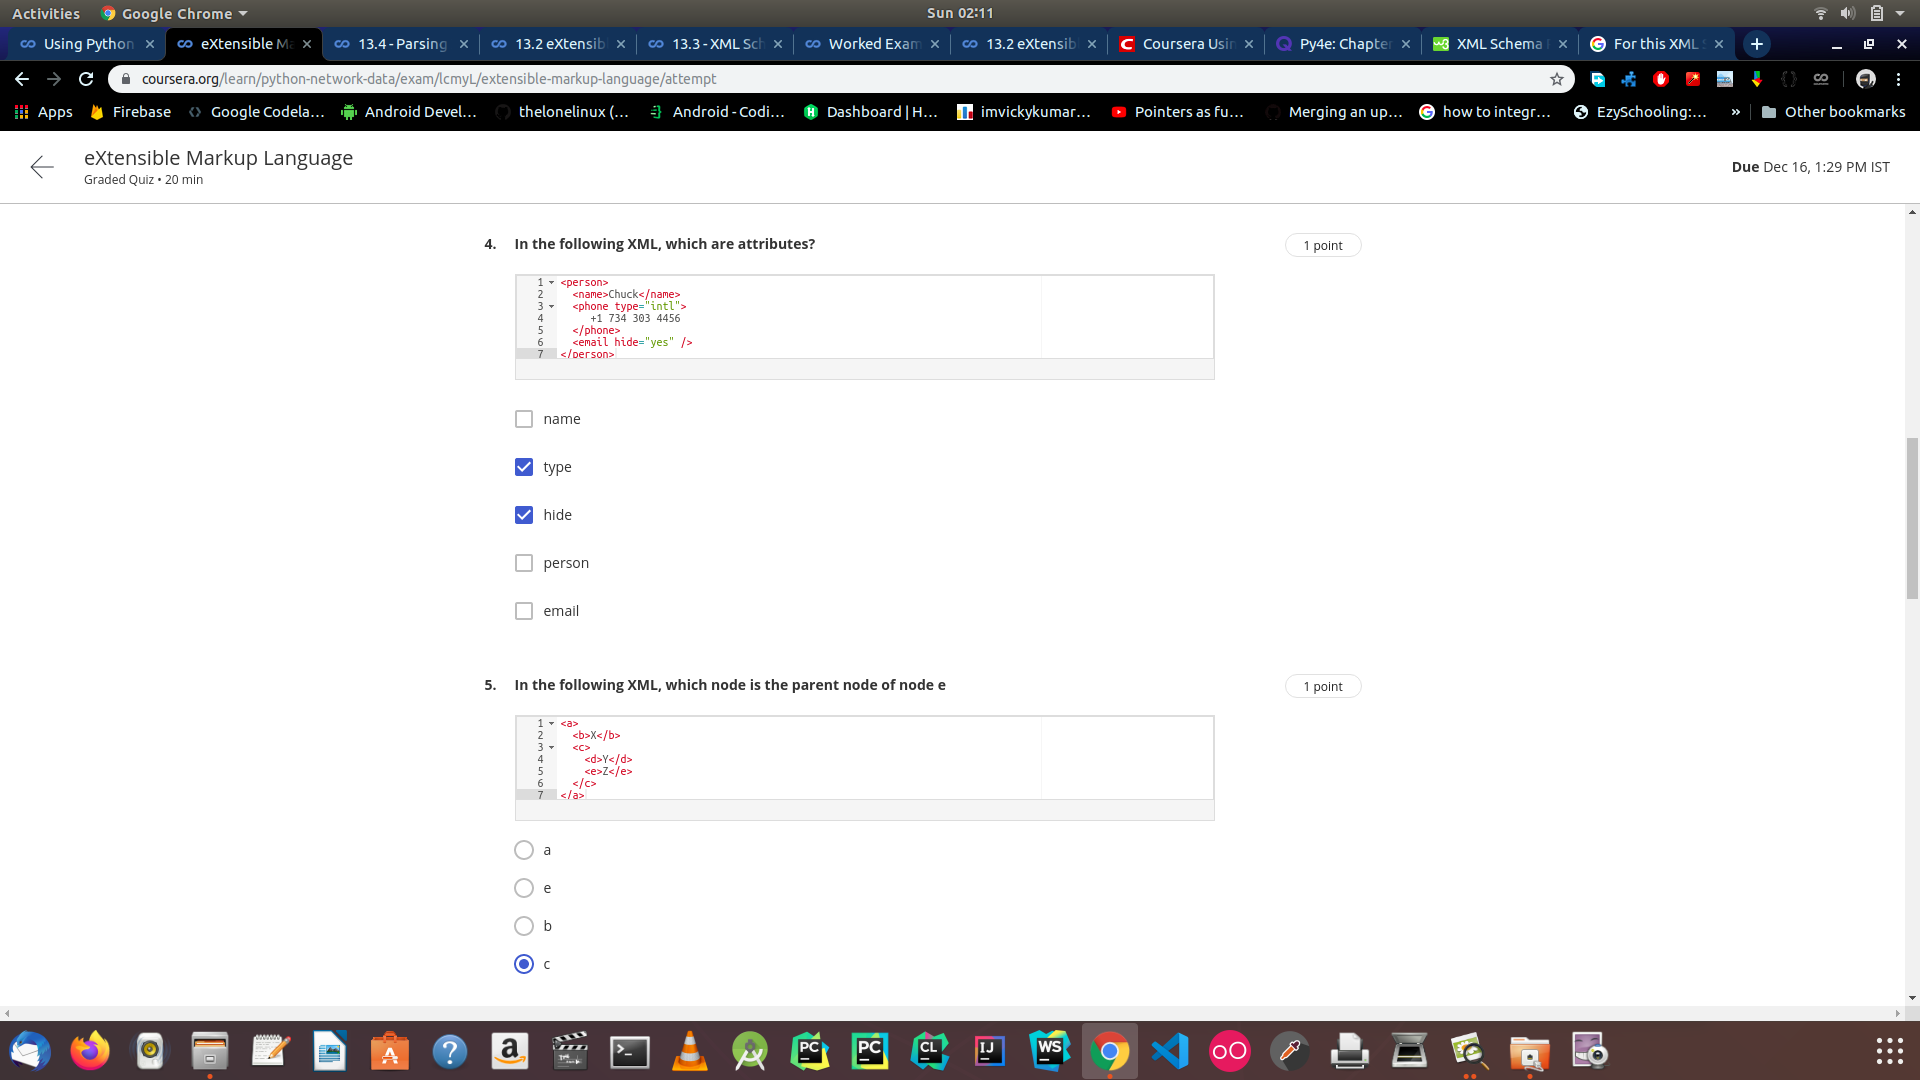 Activities Google Chrome Sun 02:11
Using Python eXtensible Ma 13.4 - Parsing 13.2 eXtensib 13.3 - XML Sch Worked Exam 13.2 eXtensib Coursera Usin Py4e: Chapte XML Schema For this XML
coursera.org/learn/python-network-data/exam/lcmyL/extensible-markup-language/attempt
Apps Firebase Google Codela... Android Devel... thelonelinux (... Android - Codi... Dashboard | H... imvickykumar... Pointers as fu... Merging an up... how to integr... EzySchooling:... » Other bookmarks
eXtensible Markup Language
Graded Quiz • 20 min
Due Dec 16, 1:29 PM IST
4. In the following XML, which are attributes? 1 point
1 <person>
2 <name>Chuck</name>
3 <phone type="intl">
4 +1 734 303 4456
5 </phone>
6 <email hide="yes" />
7 </person>
name
type
hide
person
email
5. In the following XML, which node is the parent node of node e 1 point
1 <a>
2 <b>X</b>
3 <c>
4 <d>Y</d>
5 <e>Z</e>
6 </c>
7 </a>
a
e
b
c